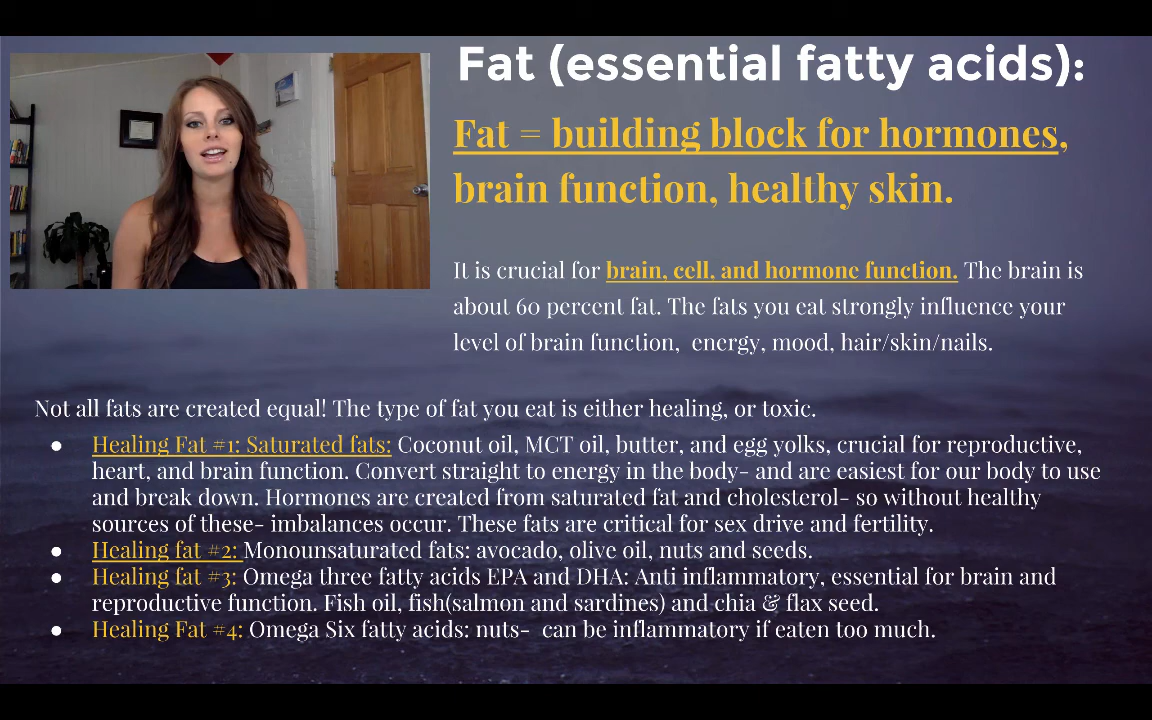 Fat (essential fatty acids):
Fat = building block for hormones,
brain function, healthy skin.
It is crucial for brain, cell, and hormone function. The brain is
about 60 percent fat. The fats you eat strongly influence your
level of brain function,  energy, mood, hair/skin/nails.
Not all fats are created equal! The type of fat you eat is either healing, or toxic.
● Healing Fat #1: Saturated fats: Coconut oil, MCT oil, butter, and egg yolks, crucial for reproductive,
heart, and brain function. Convert straight to energy in the body- and are easiest for our body to use
and break down. Hormones are created from saturated fat and cholesterol- so without healthy
sources of these- imbalances occur. These fats are critical for sex drive and fertility.
● Healing fat #2: Monounsaturated fats: avocado, olive oil, nuts and seeds.
● Healing fat #3: Omega three fatty acids EPA and DHA: Anti inflammatory, essential for brain and
reproductive function. Fish oil, fish(salmon and sardines) and chia & flax seed.
● Healing Fat #4: Omega Six fatty acids: nuts-  can be inflammatory if eaten too much.